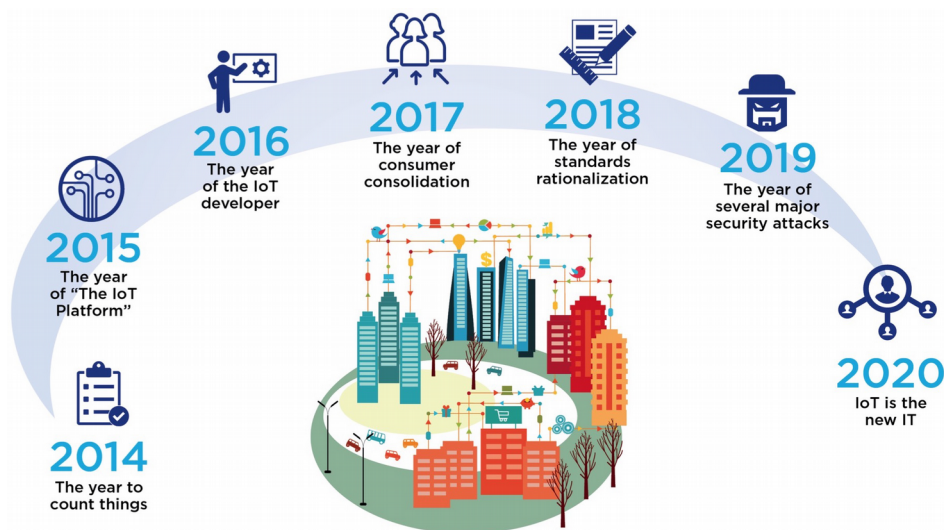 2014
The year to
count things
2015
The year
of “The IoT
Platform”
2016
The year
of the IoT
developer
2017
The year of
consumer
consolidation
2018
The year of
standards
rationalization
2019
The year of
several major
security attacks
2020
IoT is the
new IT
$